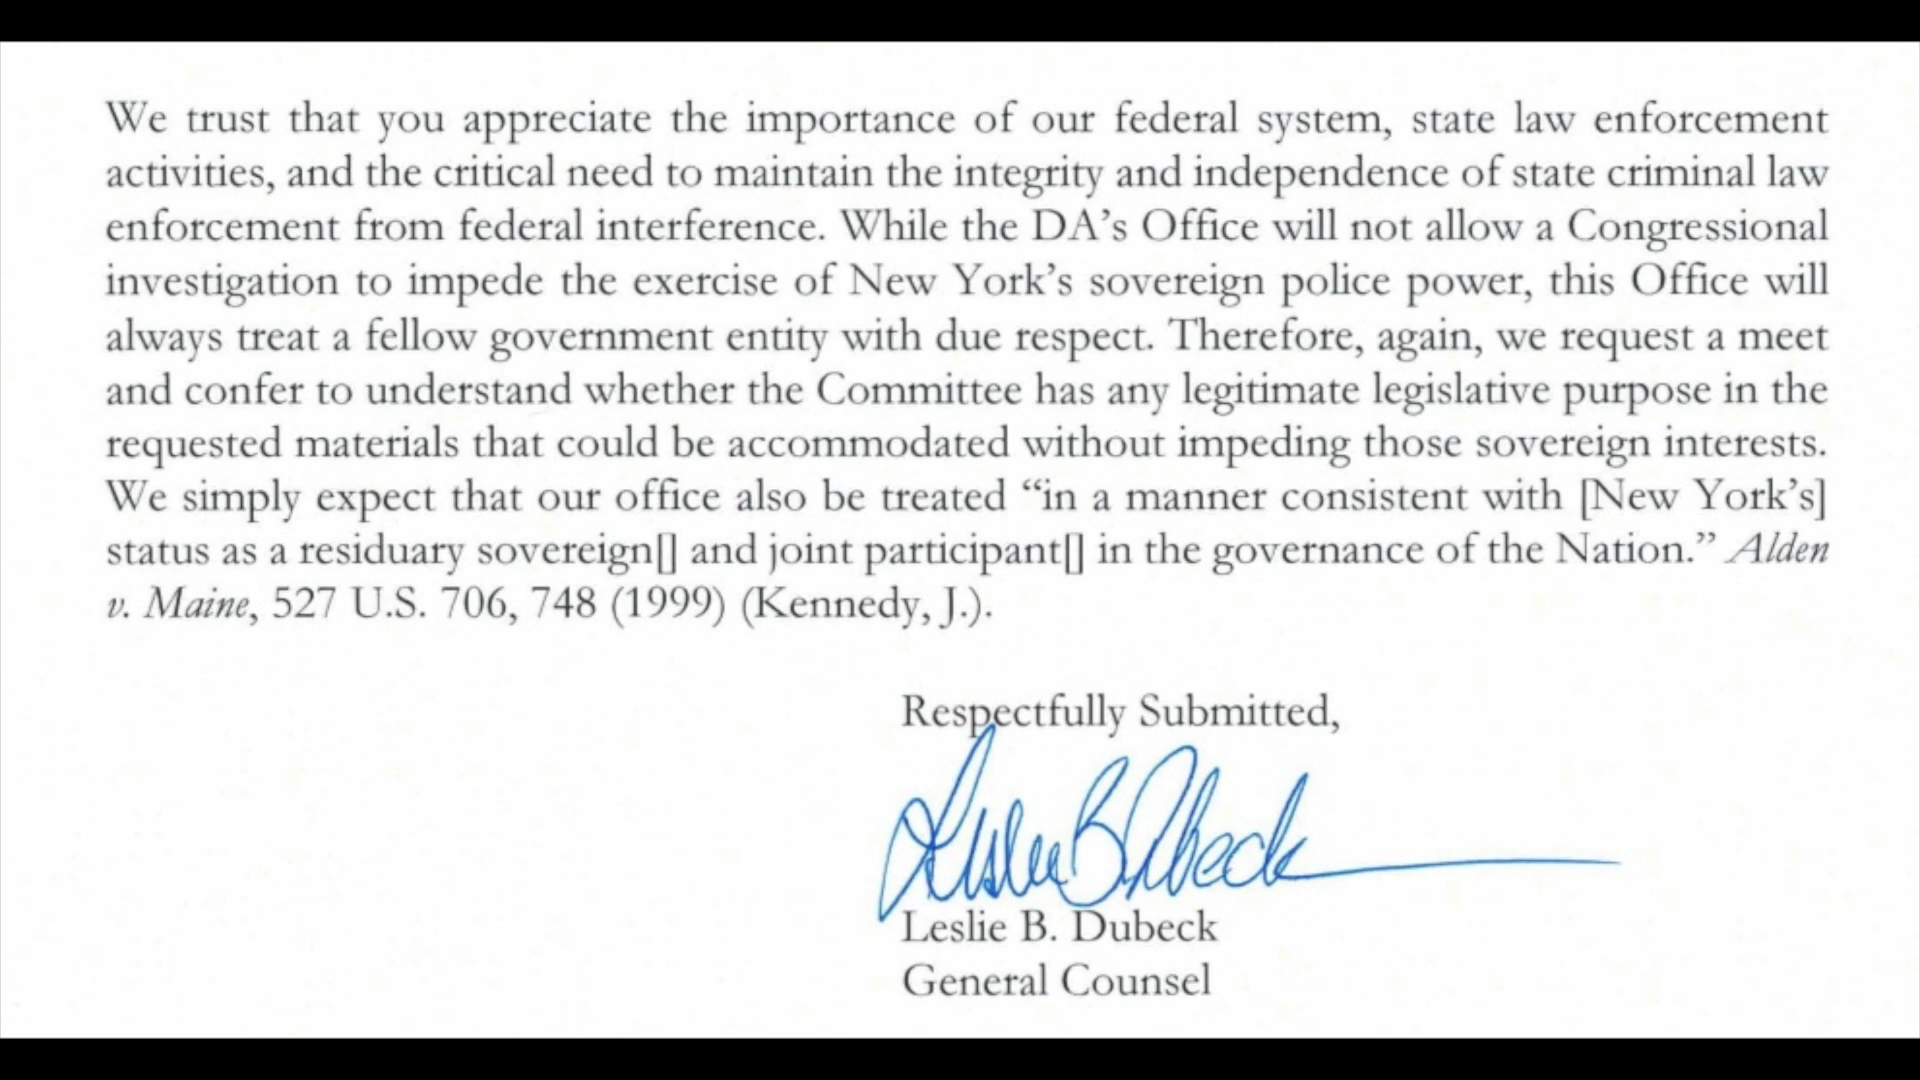 We trust that you appreciate the importance of our federal system, state law enforcement
activities, and the critical need to maintain the integrity and independence of state criminal law
enforcement from federal interference. While the DA’s Office will not allow a Congressional
investigation to impede the exercise of New York’s sovereign police power, this Office will
always treat a fellow government entity with due respect. Therefore, again, we request a meet
and confer to understand whether the Committee has any legitimate legislative purpose in the
requested materials that could be accommodated without impeding those sovereign interests.
We simply expect that our office also be treated “in a manner consistent with [New York’s]
status as a residuary sovereign[] and joint participant[] in the governance of the Nation.” Alden
v. Maine, 527 U.S. 706, 748 (1999) (Kennedy, J.).
Respectfully Submitted,
Leslie B Dubeck
Leslie B. Dubeck
General Counsel